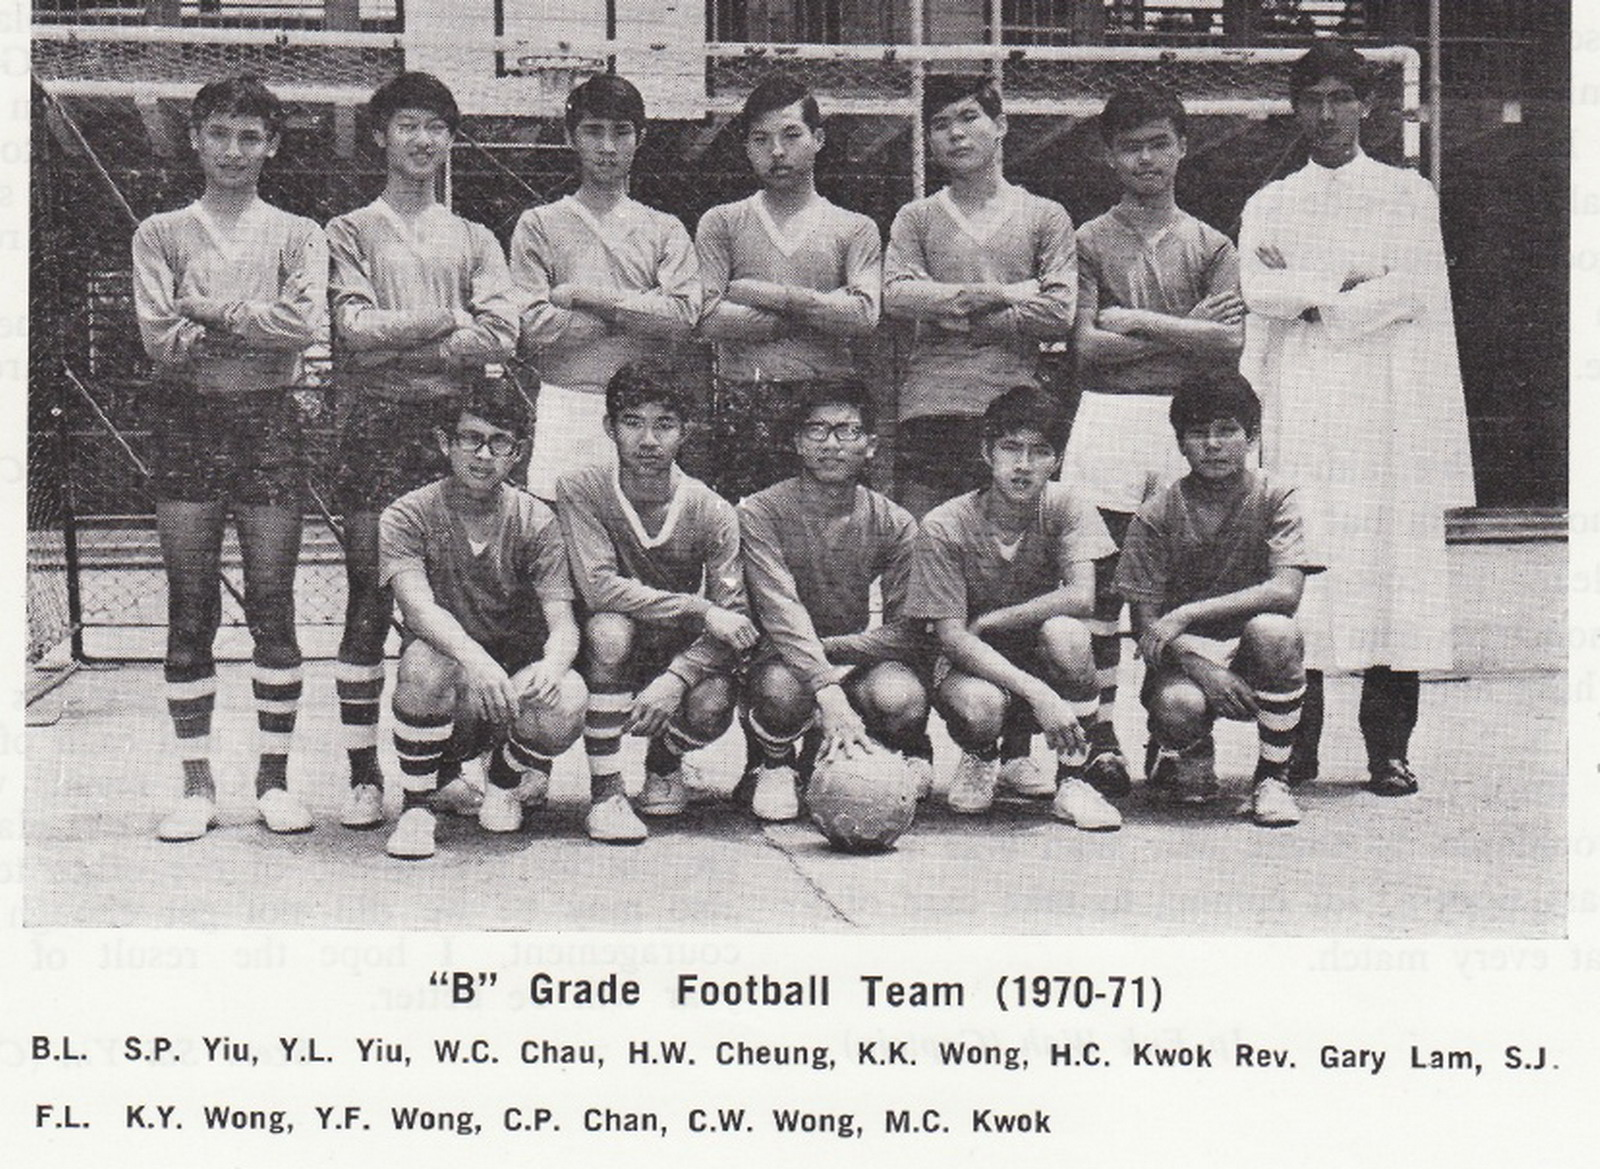 “B” Grade Football Team (1970-71)
B.L. S.P. Yiu, Y.L. Yiu, W.C. Chau, H.W. Cheung, K.K. Wong, H.C. Kwok Rev. Gary Lam, S.J.
F.L. K.Y. Wong, Y.F. Wong, C.P. Chan, C.W. Wong, M.C. Kwok